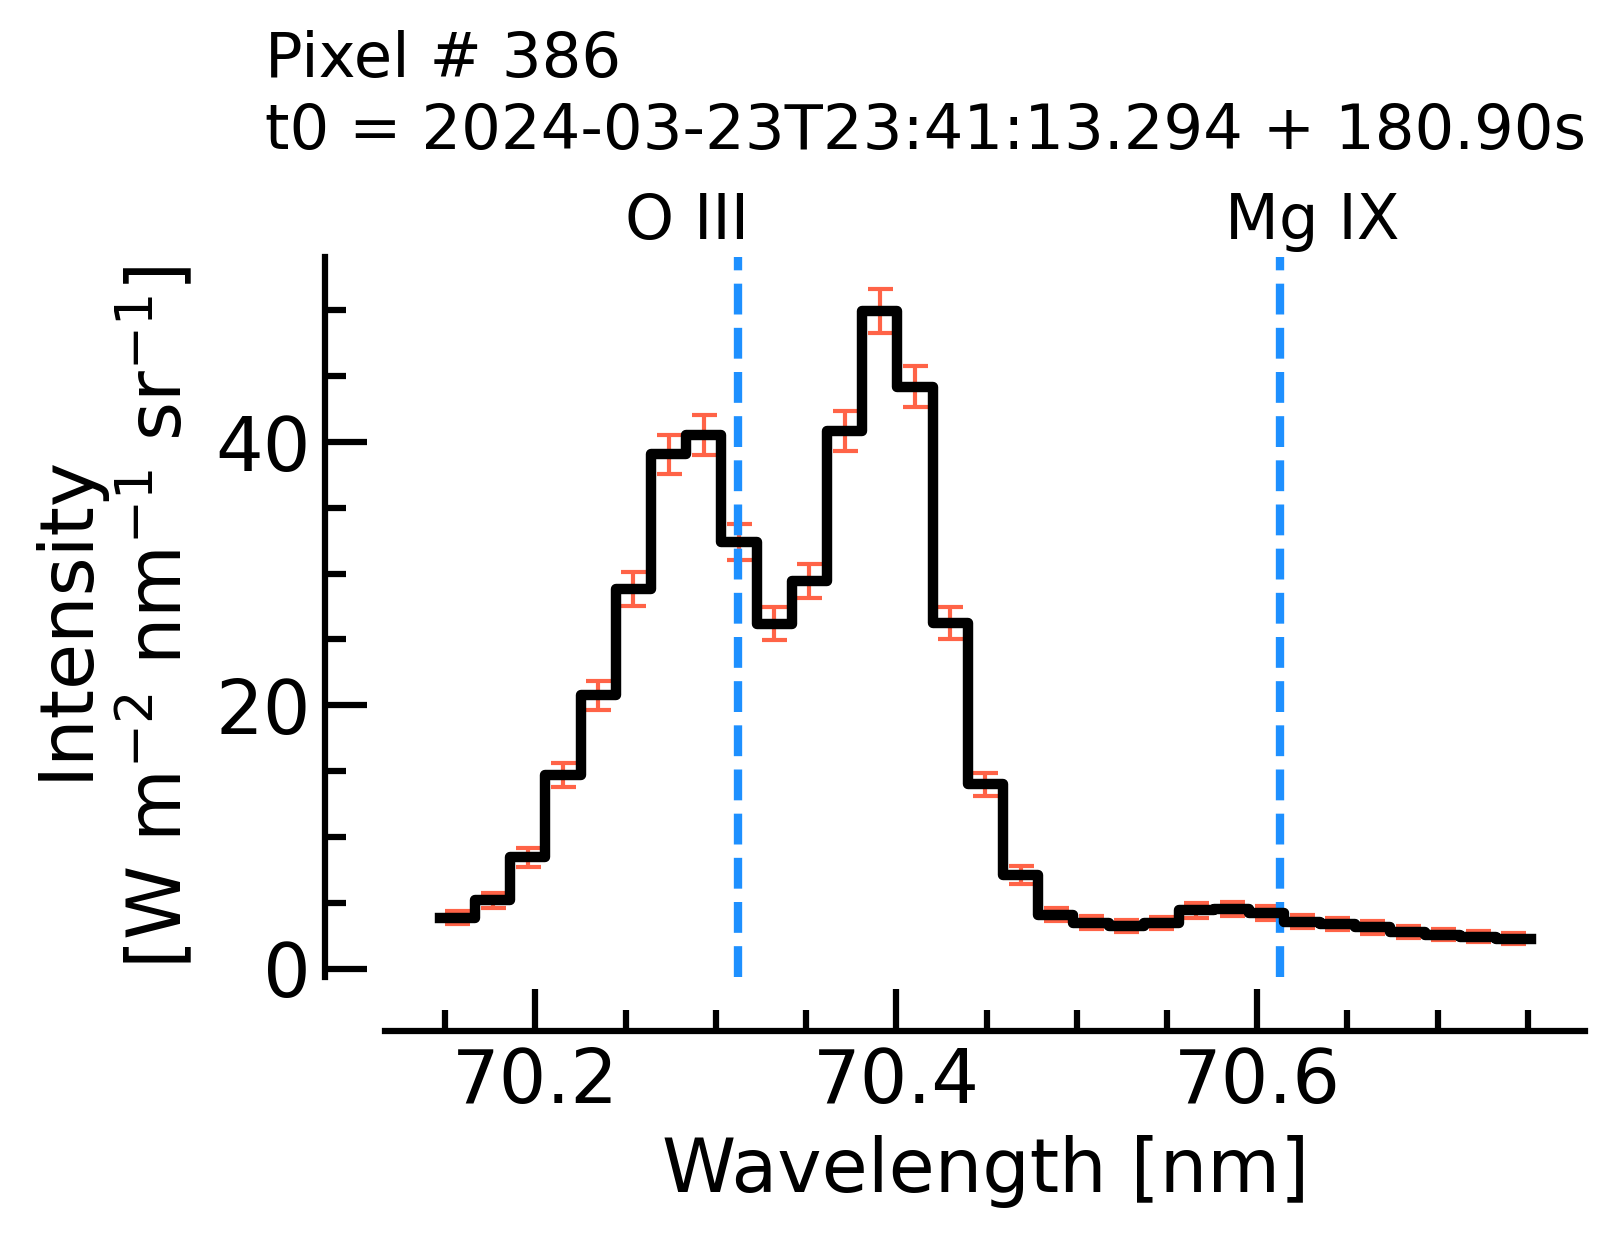 Pixel # 386
t0 = 2024-03-23T23:41:13.294 + 180.90s
O III
Mg IX
Intensity
[W m⁻² nm⁻¹ sr⁻¹]
40
20
0
70.2
70.4
70.6
Wavelength [nm]